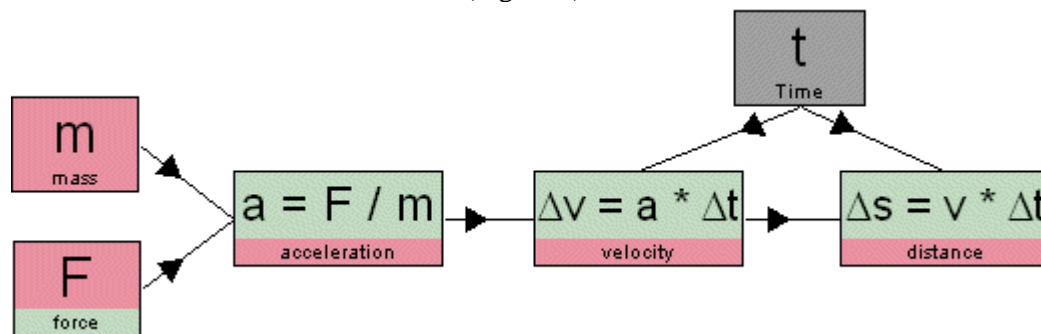 t
Time
m
mass
a = F / m
acceleration
Δv = a * Δt
velocity
Δs = v * Δt
distance
F
force